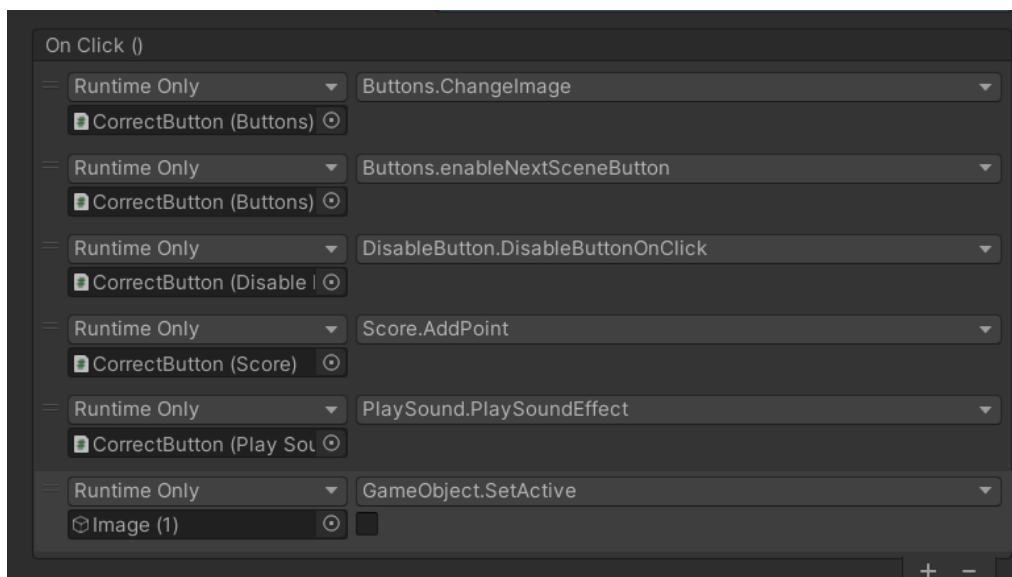 On Click ()
Runtime Only Buttons.ChangeImage
CorrectButton (Buttons)
Runtime Only Buttons.enableNextSceneButton
CorrectButton (Buttons)
Runtime Only DisableButton.DisableButtonOnClick
CorrectButton (Disable
Runtime Only Score.AddPoint
CorrectButton (Score)
Runtime Only PlaySound.PlaySoundEffect
CorrectButton (Play Sou
Runtime Only GameObject.SetActive
Image (1)
+ −